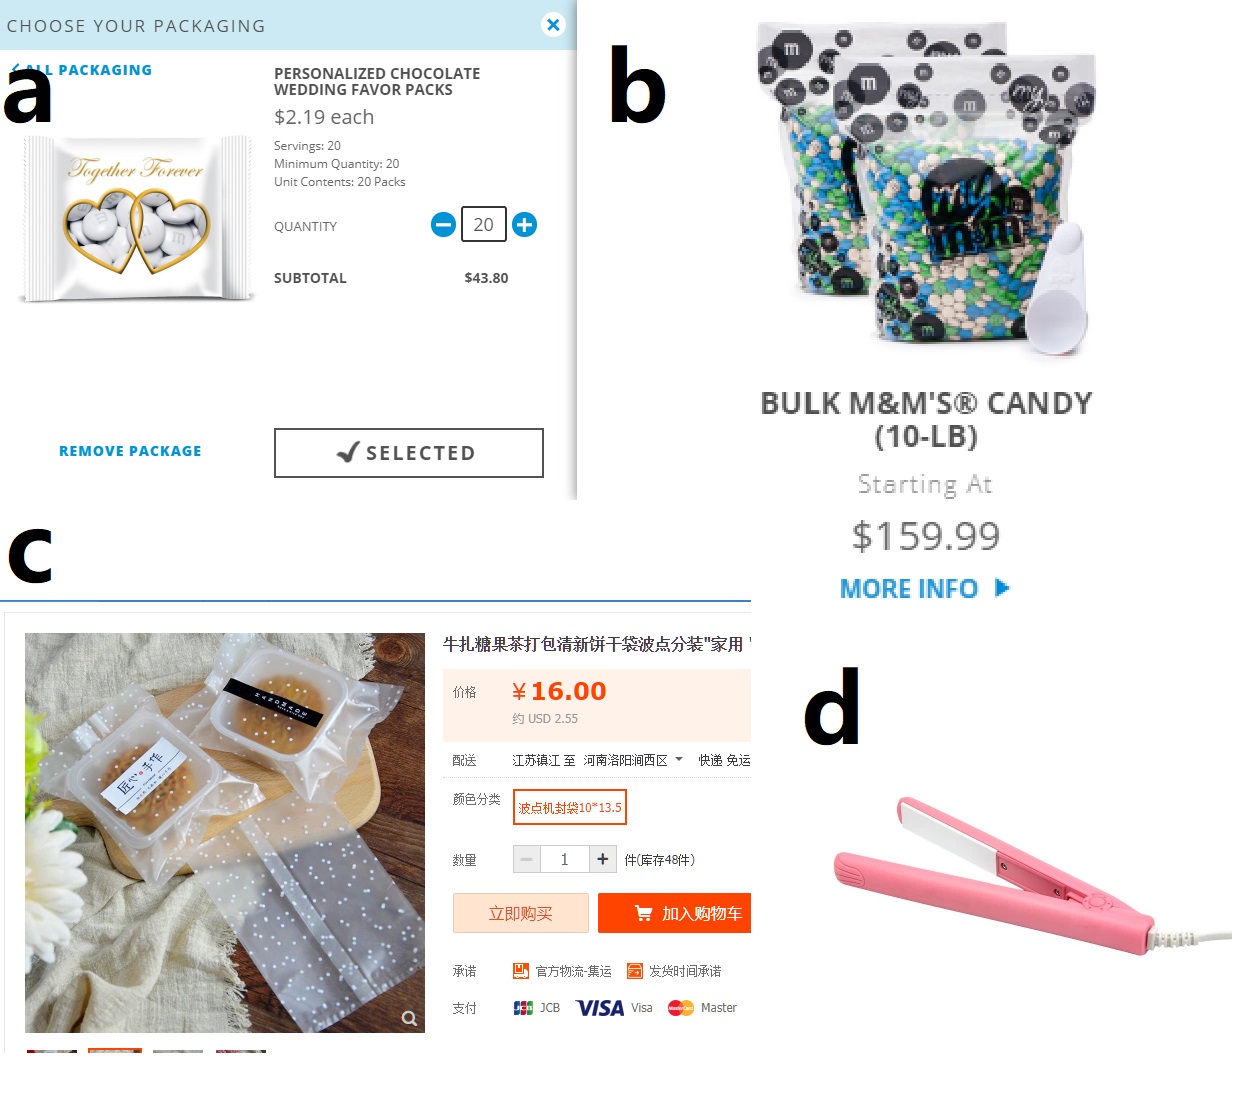 CHOOSE YOUR PACKAGING
a
ALL PACKAGING
Together Forever
PERSONALIZED CHOCOLATE
WEDDING FAVOR PACKS
$2.19 each
Servings: 20
Minimum Quantity: 20
Unit Contents: 20 Packs
QUANTITY
20
SUBTOTAL
$43.80
REMOVE PACKAGE
SELECTED
b
m
my
m
my
m&m's
BULK M&M'S® CANDY
(10-LB)
Starting At
$159.99
MORE INFO
c
HANDMADE
匠心手作
牛扎糖果茶打包清新饼干袋波点分装"家用
价格
¥16.00
约 USD 2.55
配送
江苏镇江 至 河南洛阳涧西区 快递 免运
颜色分类
波点机封袋10*13.5
数量
1
件(库存48件)
立即购买
加入购物车
承诺
官方物流-集运
发货时间承诺
支付
JCB
VISA Visa
Master
d